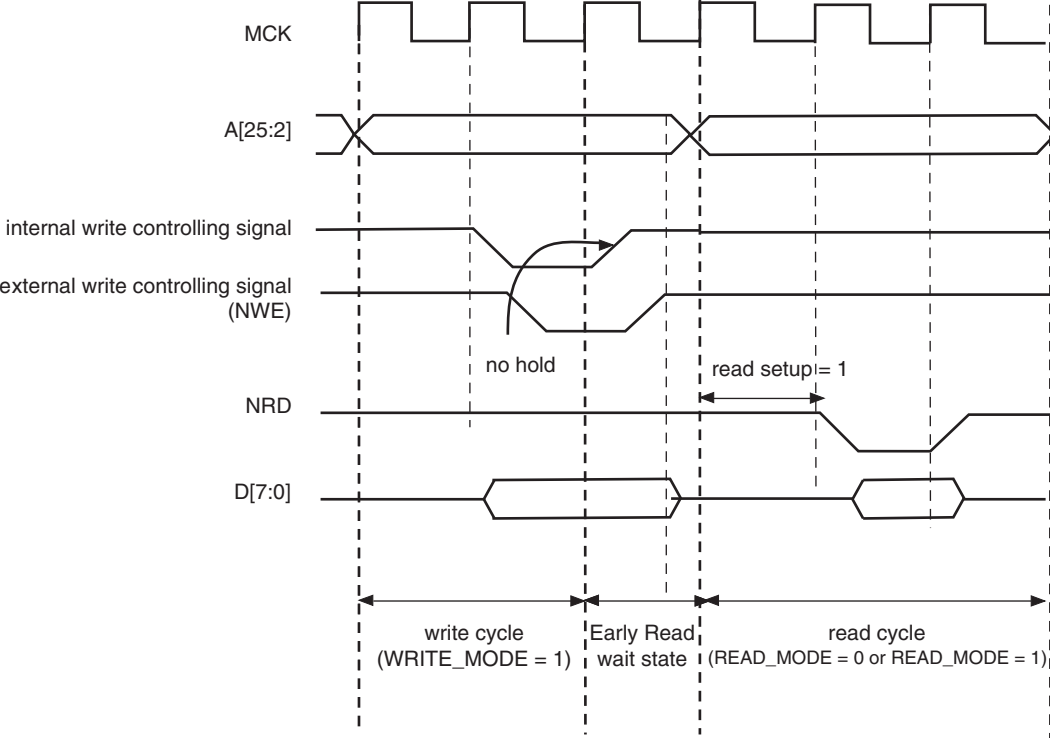 MCK
A[25:2]
internal write controlling signal
external write controlling signal
(NWE)
no hold
read setup = 1
NRD
D[7:0]
write cycle
(WRITE_MODE = 1)
Early Read
wait state
read cycle
(READ_MODE = 0 or READ_MODE = 1)